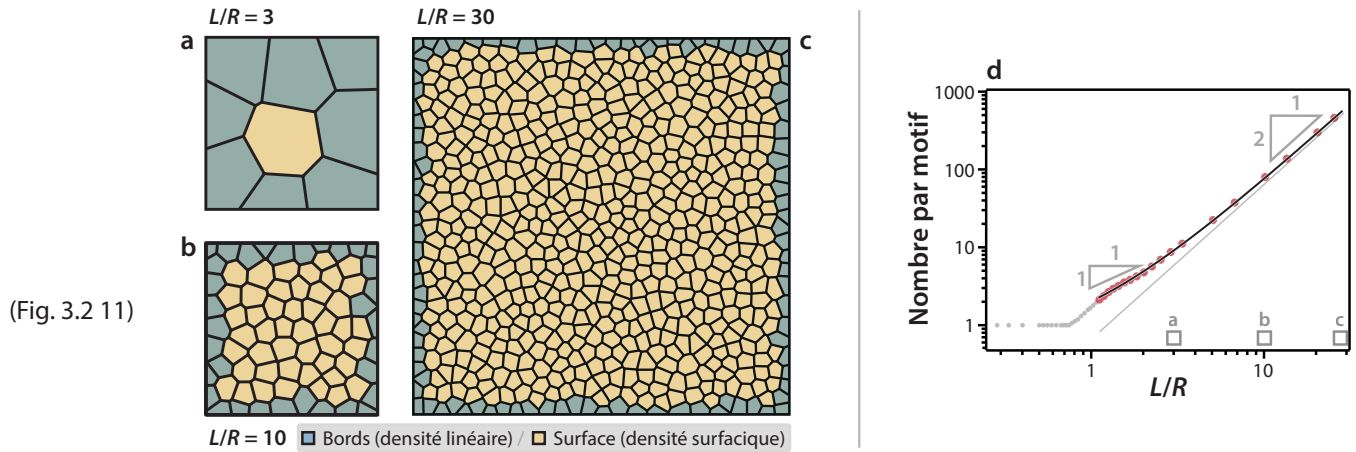 (Fig. 3.2 11)
L/R = 3
a
L/R = 30
c
b
L/R = 10
Bords (densité linéaire) / Surface (densité surfacique)
d
Nombre par motif
1000
100
10
1
1
2
1
1
a
b
c
1
10
L/R